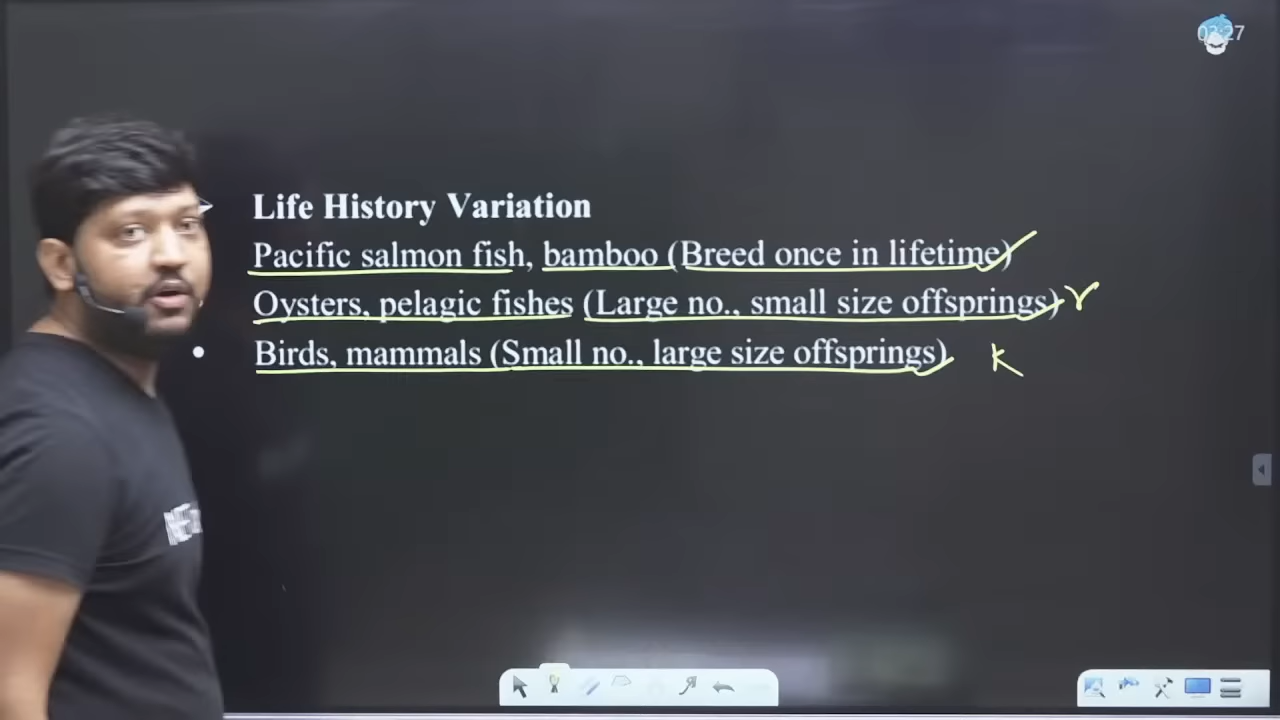 Life History Variation
Pacific salmon fish, bamboo (Breed once in lifetime)
Oysters, pelagic fishes (Large no., small size offsprings) r
Birds, mammals (Small no., large size offsprings) K